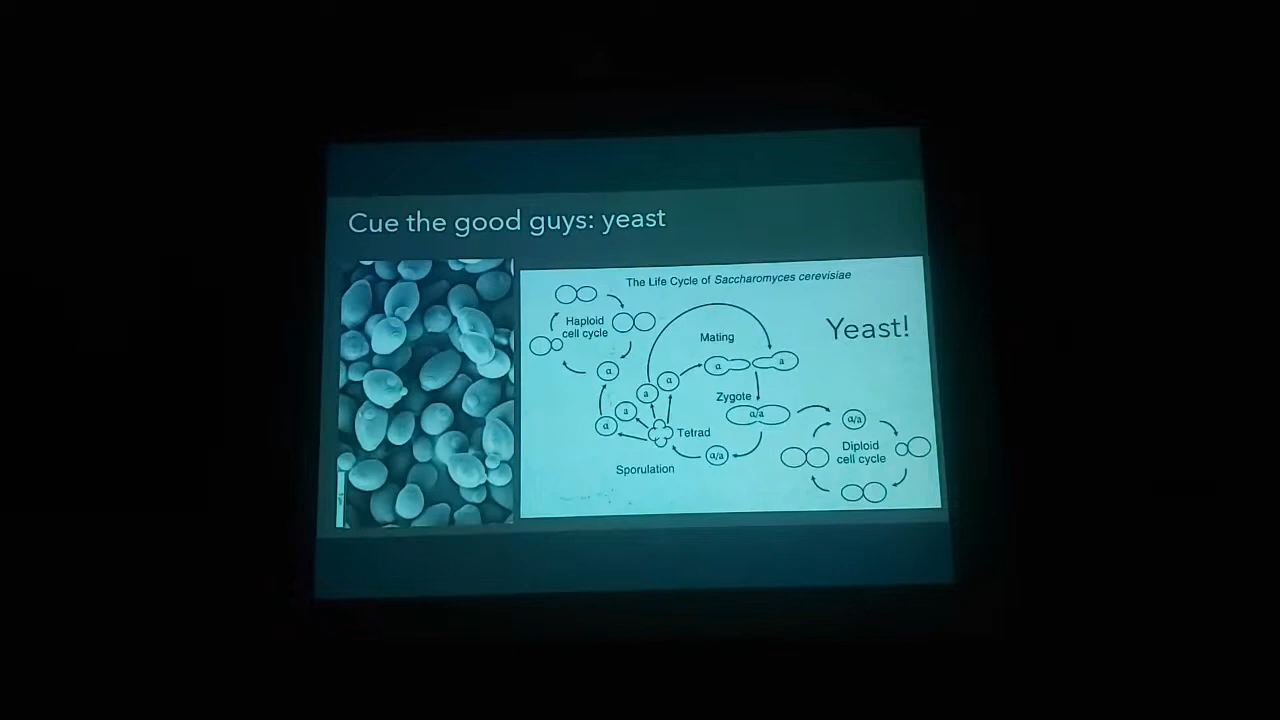 Cue the good guys: yeast
The Life Cycle of Saccharomyces cerevisiae
Yeast!
Haploid
cell cycle
Mating
α
a
α
α
a
a
α
Zygote
α/a
Tetrad
α/a
α/a
Diploid
cell cycle
Sporulation